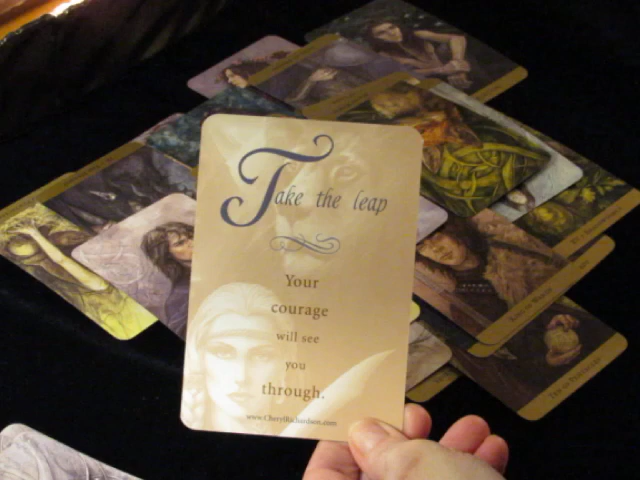 Take the leap
Your
courage
will see
you
through.
www.CherylRichardson.com